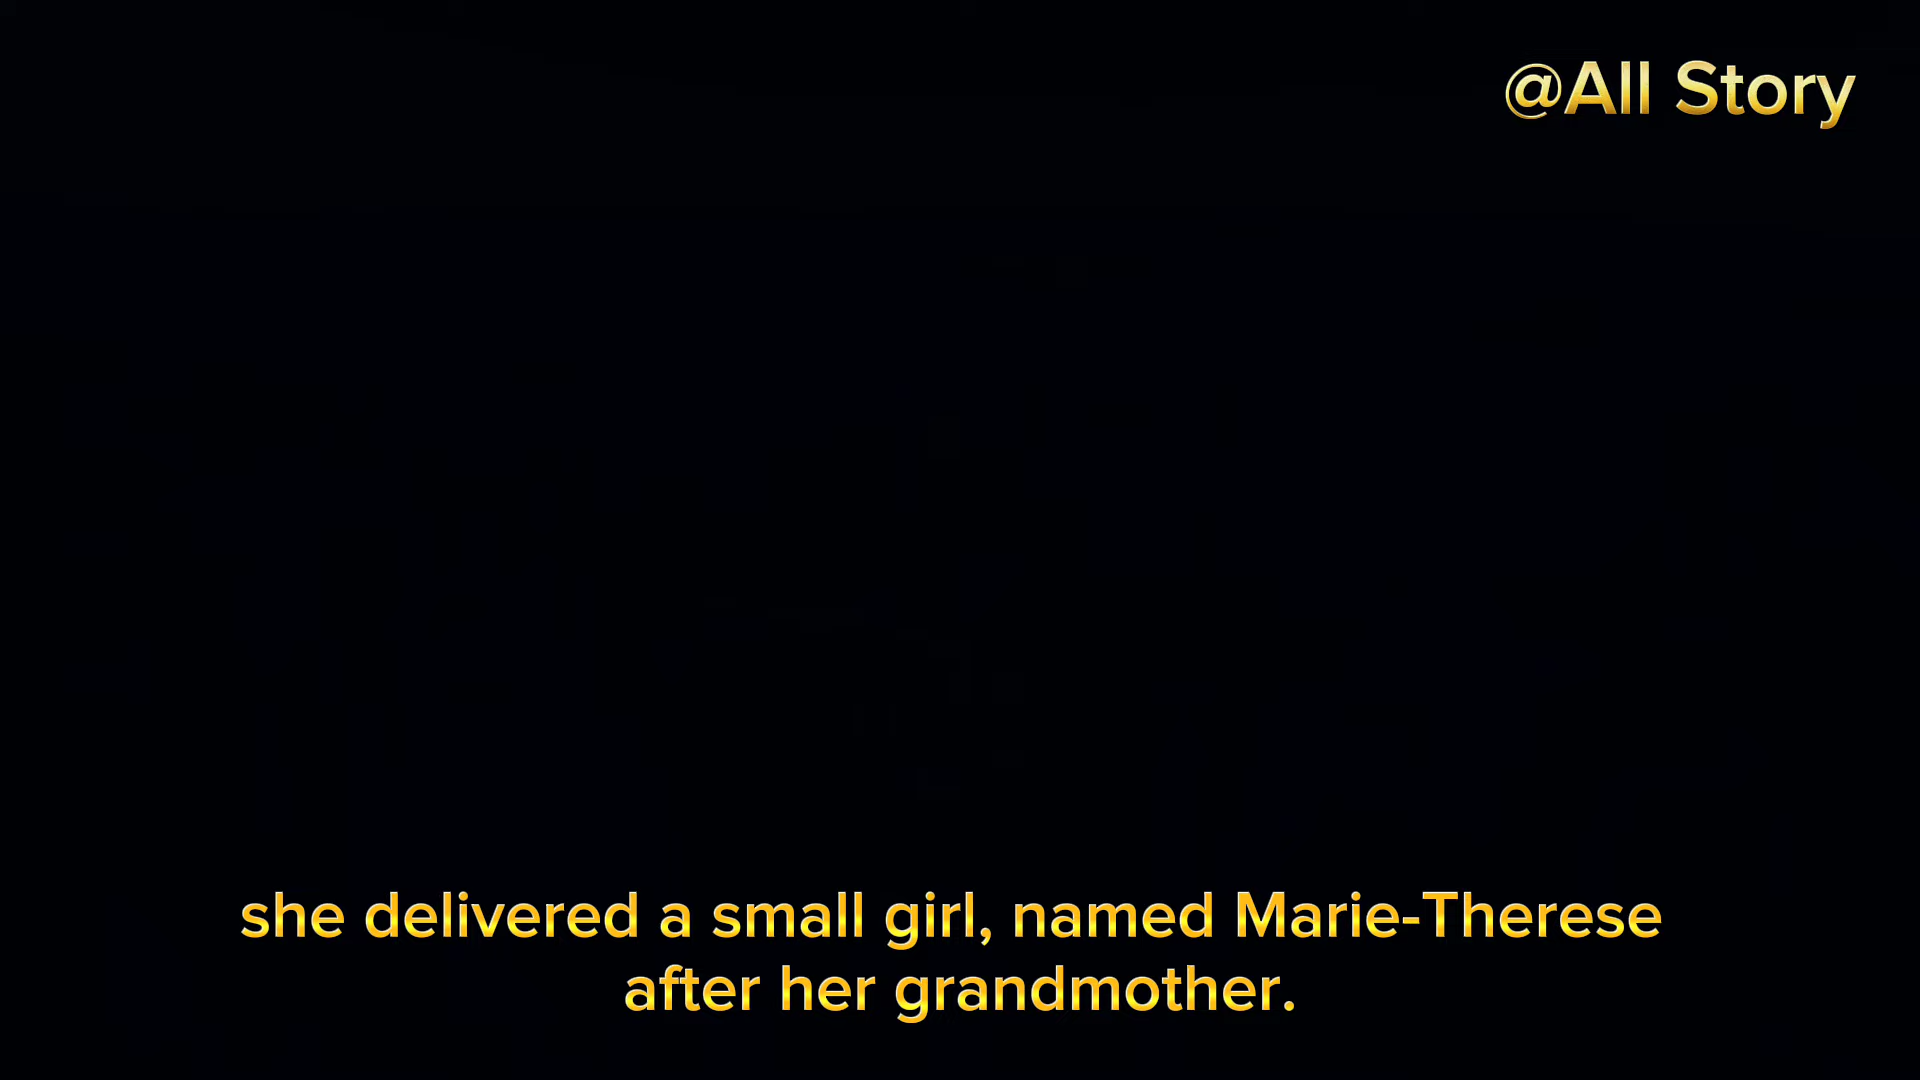 @All Story
she delivered a small girl, named Marie-Therese
after her grandmother.